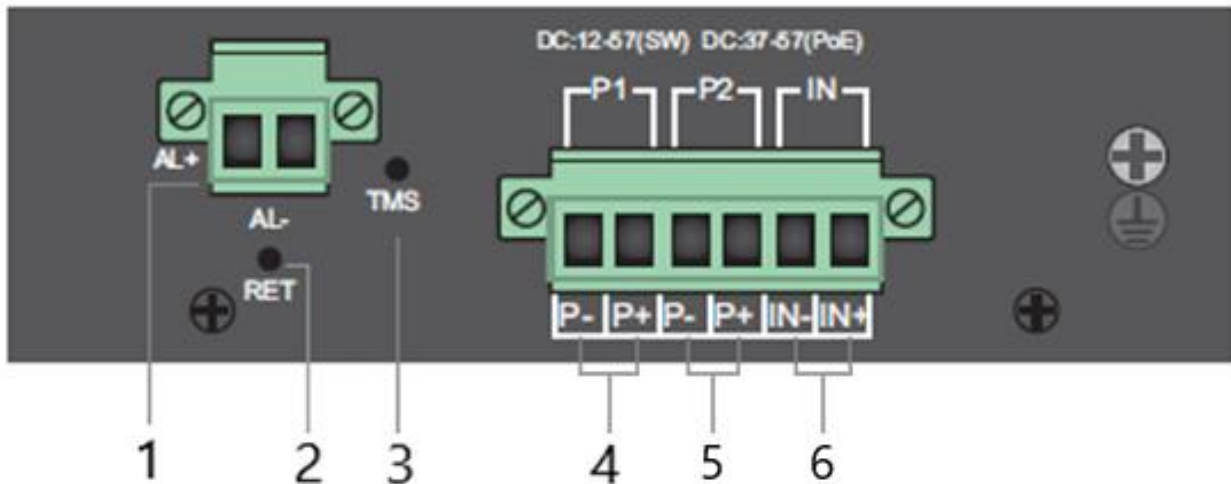 DC:12-57(SW) DC:37-57(PoE)
P1 P2 IN
AL+
TMS
AL-
RET
P- P+ P- P+ IN- IN+
1 2 3 4 5 6